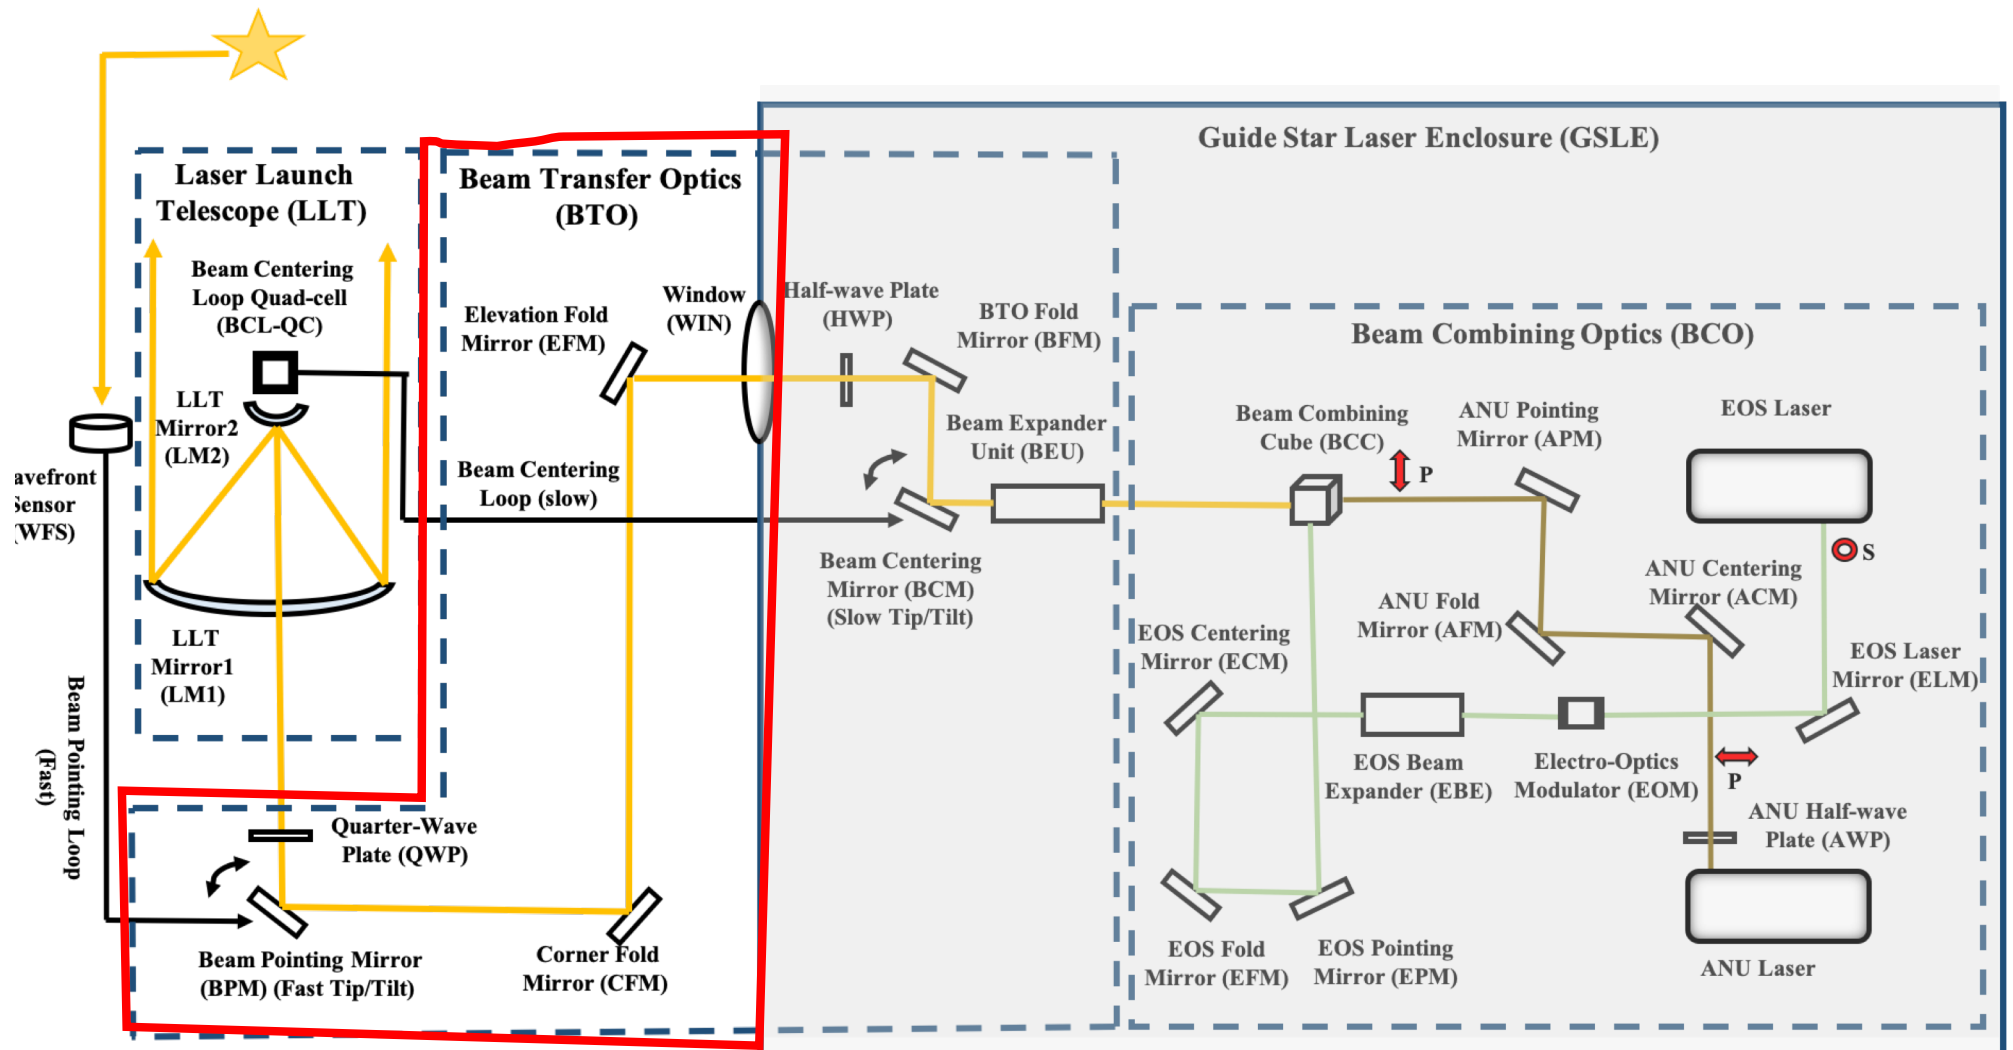 Guide Star Laser Enclosure (GSLE)
Laser Launch
Telescope (LLT)
Beam Transfer Optics
(BTO)
Beam Centering
Loop Quad-cell
(BCL-QC)
Elevation Fold
Mirror (EFM)
Window
(WIN)
Half-wave Plate
(HWP)
BTO Fold
Mirror (BFM)
Beam Combining Optics (BCO)
LLT
Mirror2
(LM2)
avefront
Sensor
(WFS)
Beam Centering
Loop (slow)
Beam Expander
Unit (BEU)
Beam Combining
Cube (BCC)
P
ANU Pointing
Mirror (APM)
EOS Laser
S
Beam Centering
Mirror (BCM)
(Slow Tip/Tilt)
ANU Centering
Mirror (ACM)
ANU Fold
Mirror (AFM)
EOS Centering
Mirror (ECM)
EOS Laser
Mirror (ELM)
LLT
Mirror1
(LM1)
Beam Pointing Loop
(Fast)
EOS Beam
Expander (EBE)
Electro-Optics
Modulator (EOM)
P
ANU Half-wave
Plate (AWP)
Quarter-Wave
Plate (QWP)
Beam Pointing Mirror
(BPM) (Fast Tip/Tilt)
Corner Fold
Mirror (CFM)
EOS Fold
Mirror (EFM)
EOS Pointing
Mirror (EPM)
ANU Laser